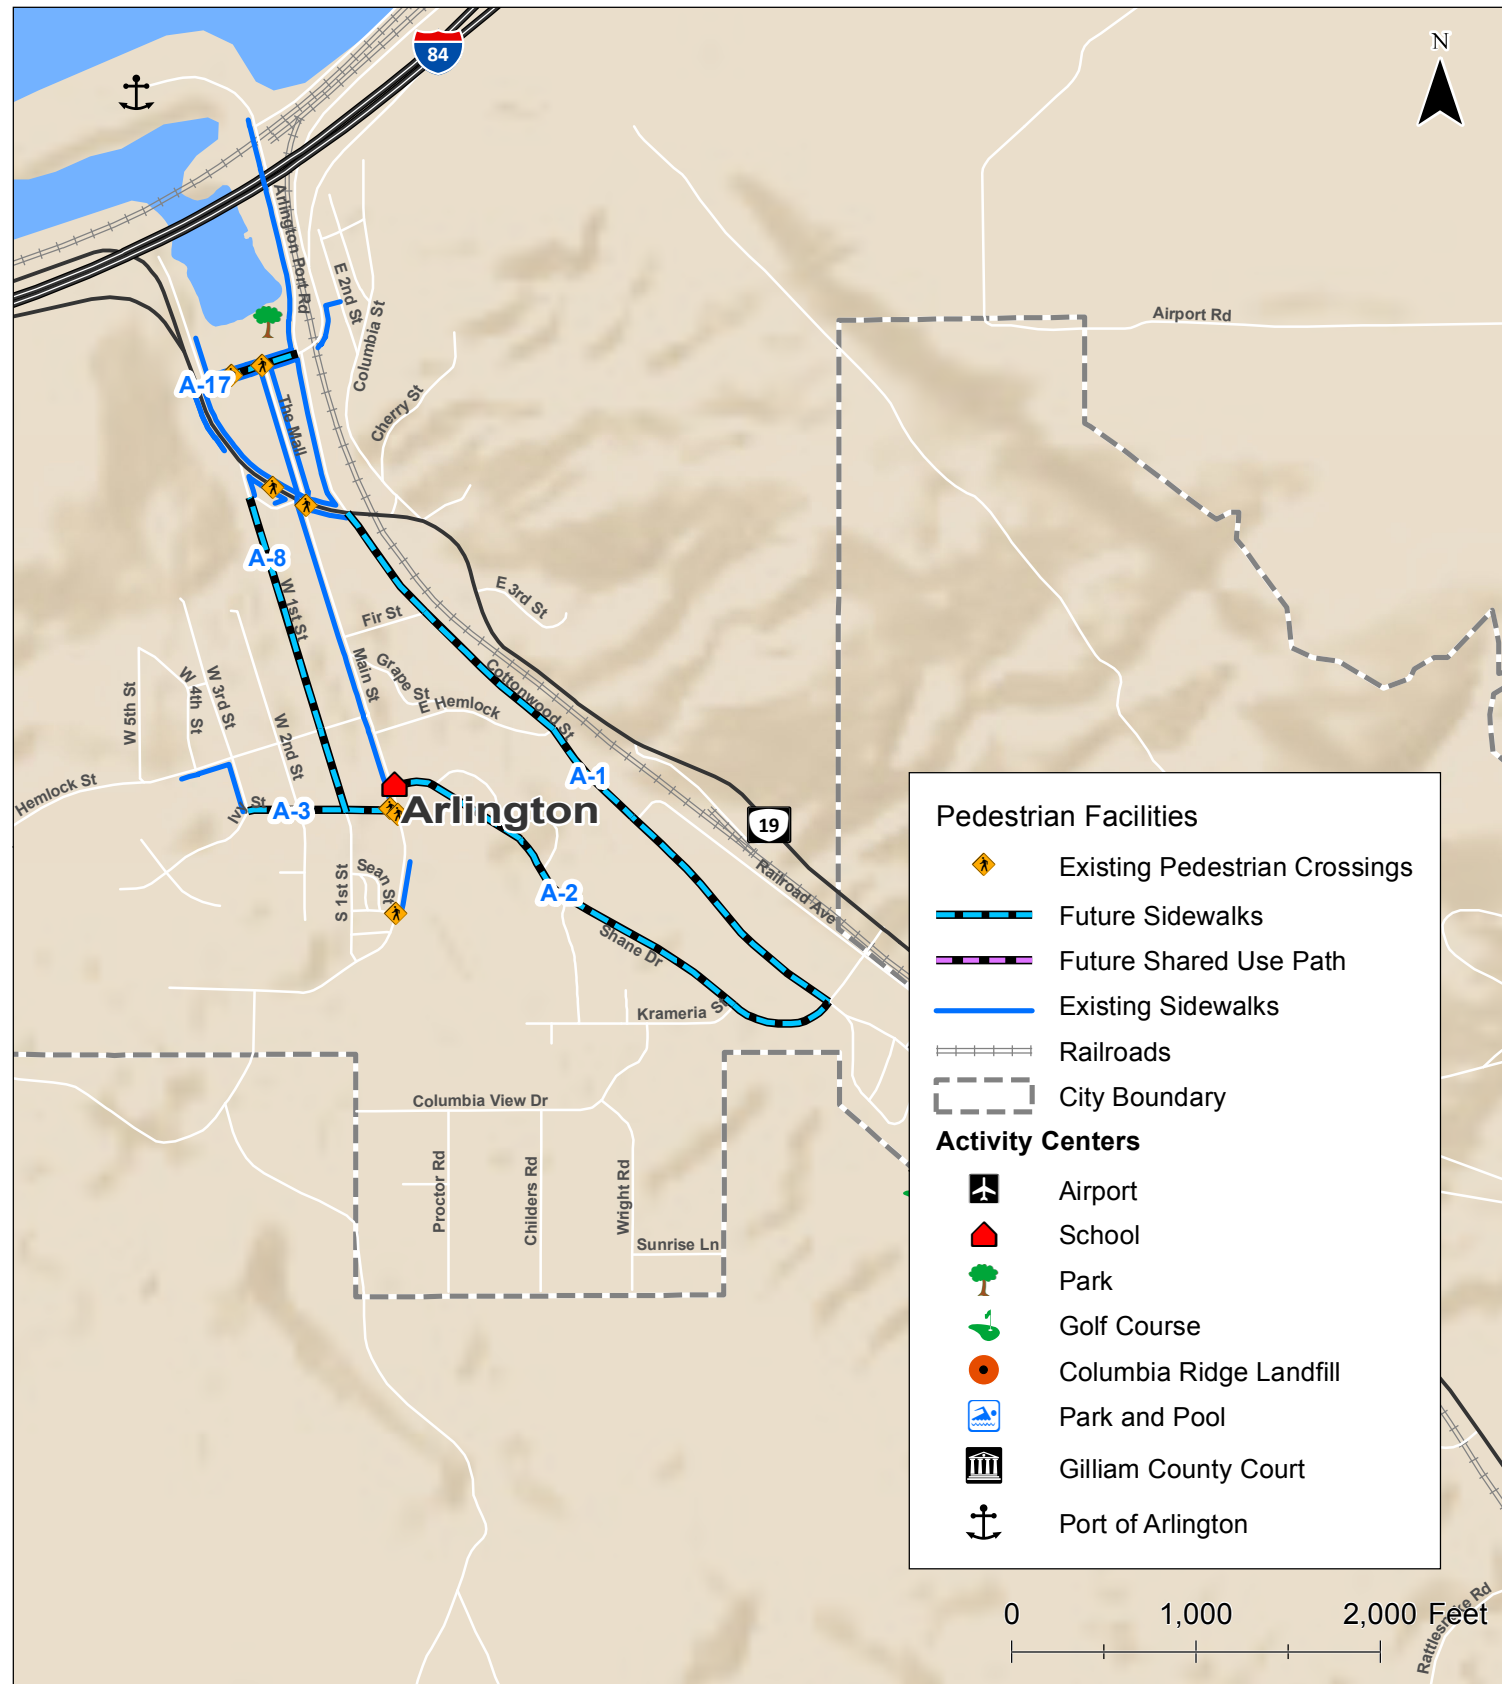 84
N
Arlington Port Rd
E 2nd St
Columbia St
Cherry St
Airport Rd
A-17
The Mall
A-8
W 1st St
Fir St
E 3rd St
Main St
Grape St
E Hemlock
Cottonwood St
W 5th St
W 4th St
W 3rd St
W 2nd St
Hemlock St
Ivy St
A-3
Arlington
A-1
19
Railroad Ave
S 1st St
Sean St
A-2
Shane Dr
Krameria St
Columbia View Dr
Proctor Rd
Childers Rd
Wright Rd
Sunrise Ln
Pedestrian Facilities
Existing Pedestrian Crossings
Future Sidewalks
Future Shared Use Path
Existing Sidewalks
Railroads
City Boundary
Activity Centers
Airport
School
Park
Golf Course
Columbia Ridge Landfill
Park and Pool
Gilliam County Court
Port of Arlington
0 1,000 2,000 Feet
Rattlesnake Rd